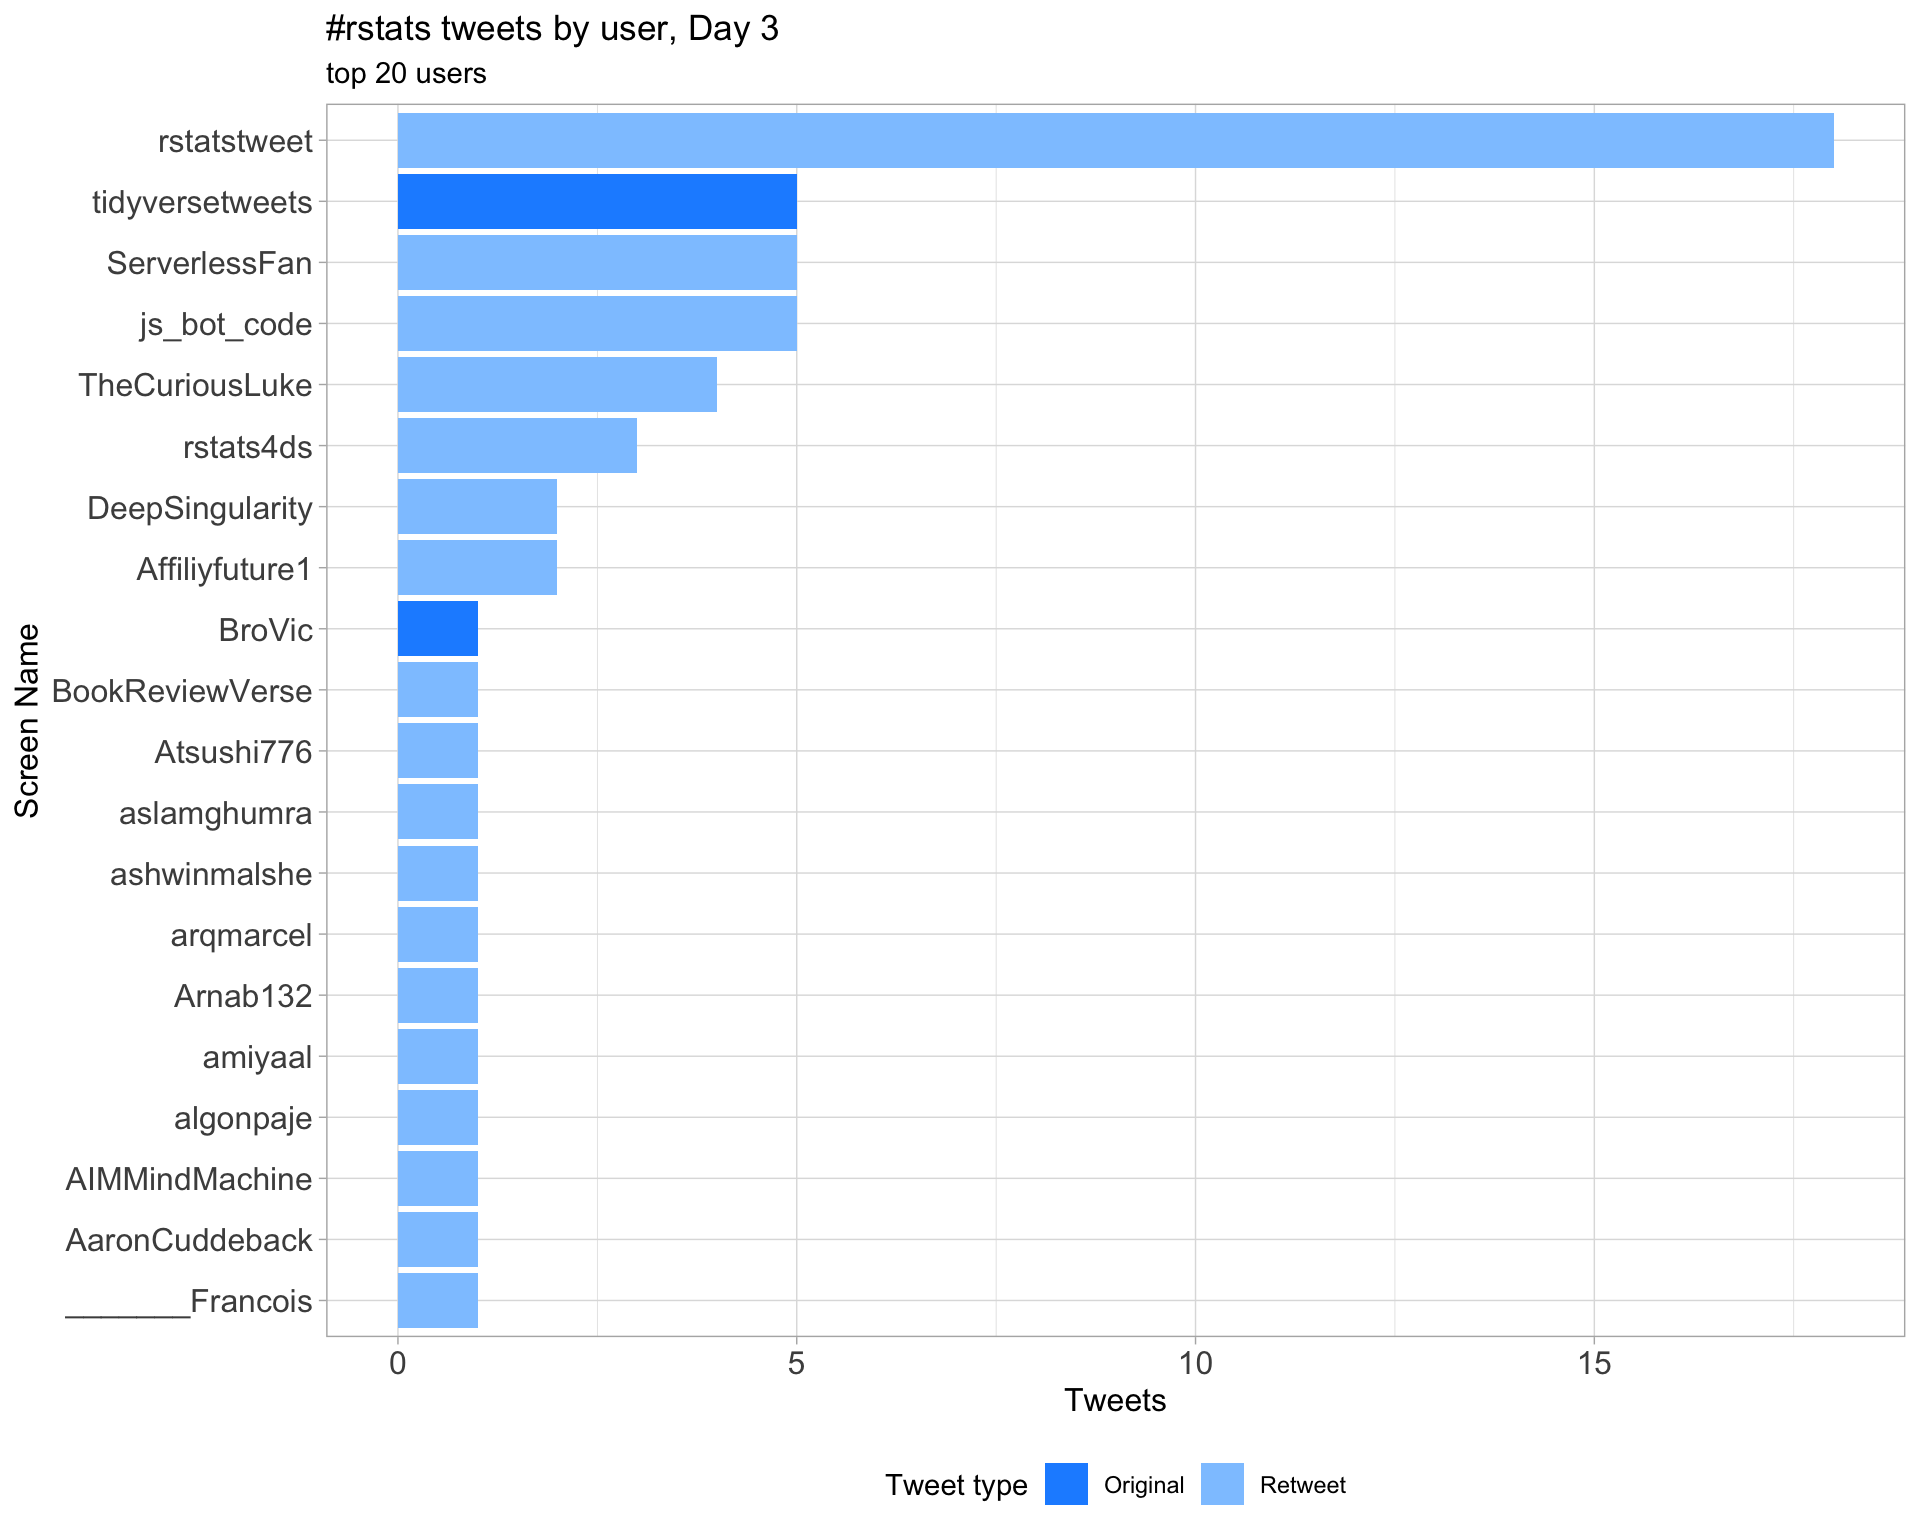 #rstats tweets by user, Day 3
top 20 users
Screen Name
rstatstweet
tidyversetweets
ServerlessFan
js_bot_code
TheCuriousLuke
rstats4ds
DeepSingularity
Affiliyfuture1
BroVic
BookReviewVerse
Atsushi776
aslamghumra
ashwinmalshe
arqmarcel
Arnab132
amiyaal
algonpaje
AIMMindMachine
AaronCuddeback
_______Francois
0 5 10 15
Tweets
Tweet type Original Retweet